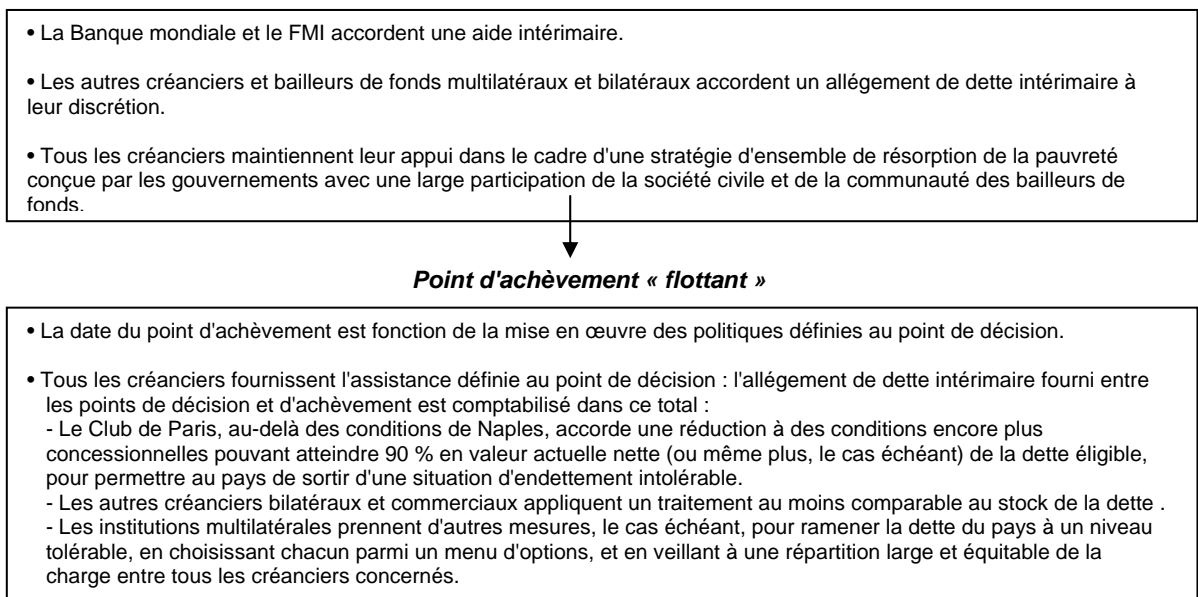 • La Banque mondiale et le FMI accordent une aide intérimaire.
• Les autres créanciers et bailleurs de fonds multilatéraux et bilatéraux accordent un allégement de dette intérimaire à
leur discrétion.
• Tous les créanciers maintiennent leur appui dans le cadre d'une stratégie d'ensemble de résorption de la pauvreté
conçue par les gouvernements avec une large participation de la société civile et de la communauté des bailleurs de
fonds.
Point d'achèvement « flottant »
• La date du point d'achèvement est fonction de la mise en œuvre des politiques définies au point de décision.
• Tous les créanciers fournissent l'assistance définie au point de décision : l'allégement de dette intérimaire fourni entre
les points de décision et d'achèvement est comptabilisé dans ce total :
- Le Club de Paris, au-delà des conditions de Naples, accorde une réduction à des conditions encore plus
concessionnelles pouvant atteindre 90 % en valeur actuelle nette (ou même plus, le cas échéant) de la dette éligible,
pour permettre au pays de sortir d'une situation d'endettement intolérable.
- Les autres créanciers bilatéraux et commerciaux appliquent un traitement au moins comparable au stock de la dette .
- Les institutions multilatérales prennent d'autres mesures, le cas échéant, pour ramener la dette du pays à un niveau
tolérable, en choisissant chacun parmi un menu d'options, et en veillant à une répartition large et équitable de la
charge entre tous les créanciers concernés.